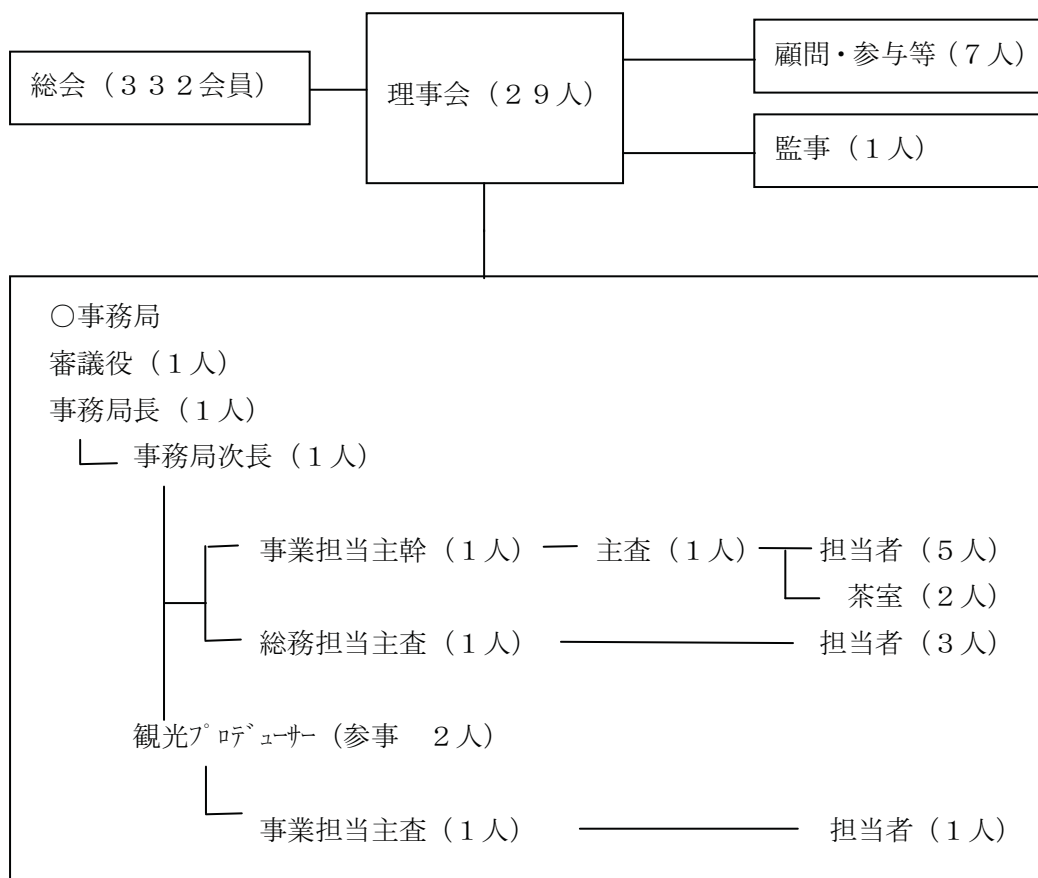 総会（３３２会員）
理事会（２９人）
顧問・参与等（７人）
監事（１人）
○事務局
審議役（１人）
事務局長（１人）
事務局次長（１人）
事業担当主幹（１人） 主査（１人） 担当者（５人）
茶室（２人）
総務担当主査（１人） 担当者（３人）
観光ﾌﾟﾛﾃﾞｭｰｻｰ（参事　２人）
事業担当主査（１人） 担当者（１人）